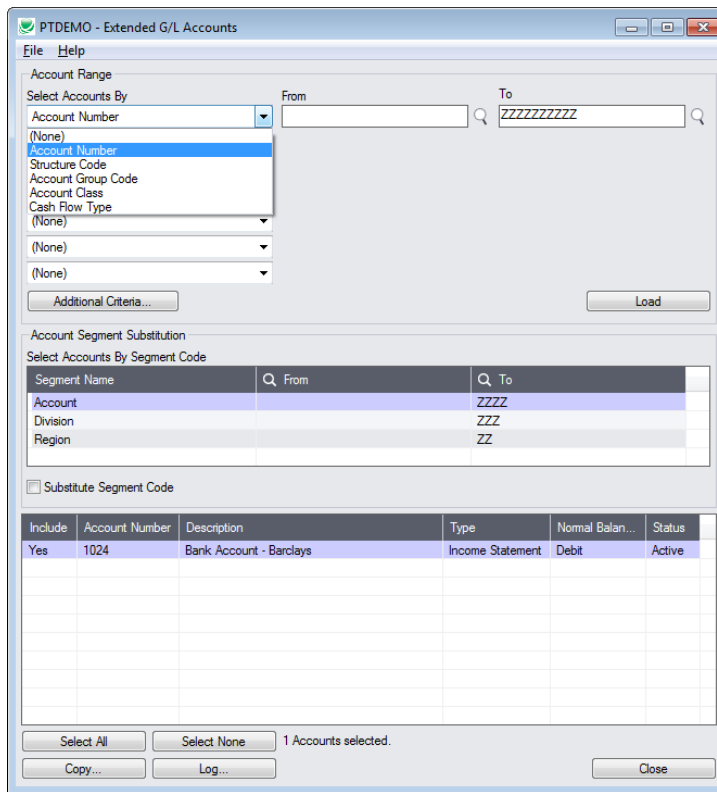 PTDEMO - Extended G/L Accounts
File Help
Account Range
Select Accounts By From To
Account Number ZZZZZZZZZZ
(None)
Account Number
Structure Code
Account Group Code
Account Class
Cash Flow Type
(None)
(None)
(None)
Additional Criteria... Load
Account Segment Substitution
Select Accounts By Segment Code
Segment Name From To
Account ZZZZ
Division ZZZ
Region ZZ
Substitute Segment Code
Include Account Number Description Type Normal Balan... Status
Yes 1024 Bank Account - Barclays Income Statement Debit Active
Select All Select None 1 Accounts selected.
Copy... Log... Close